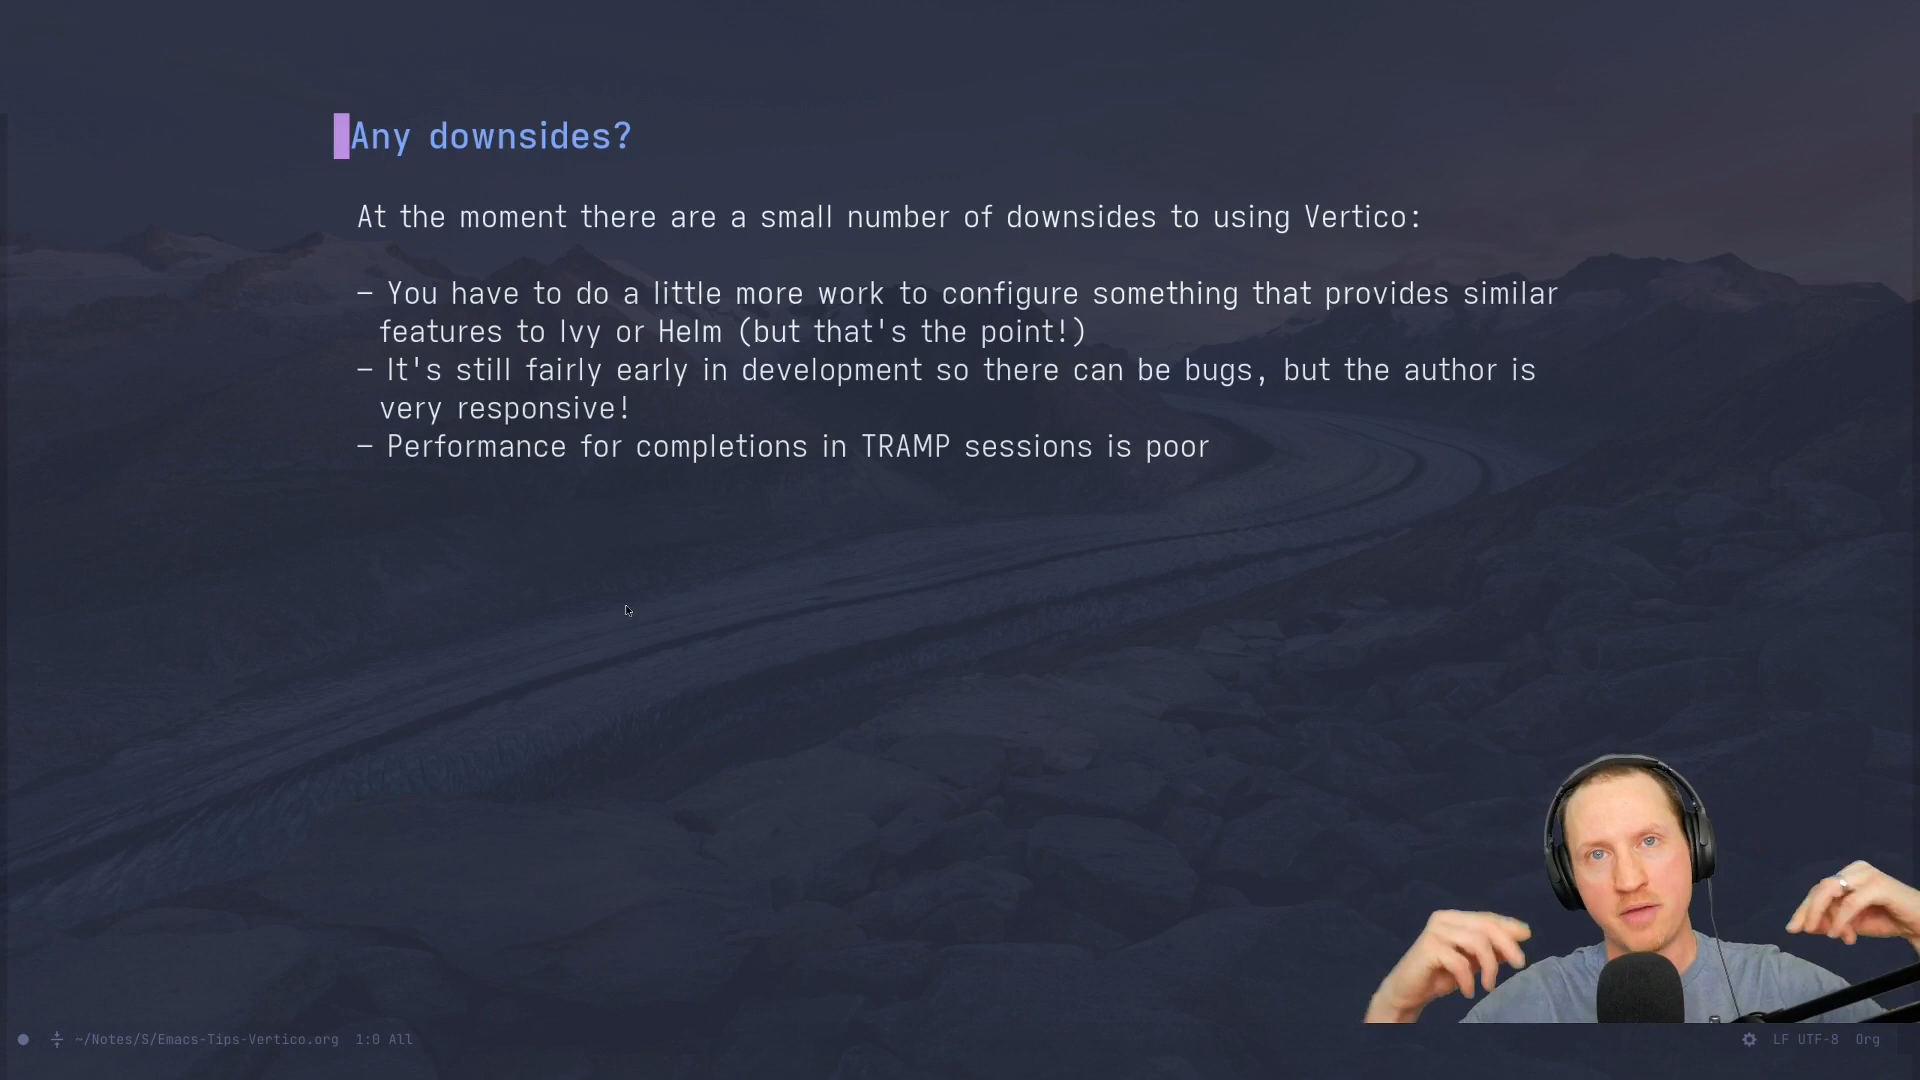 Any downsides?
At the moment there are a small number of downsides to using Vertico:
– You have to do a little more work to configure something that provides similar
features to Ivy or Helm (but that's the point!)
– It's still fairly early in development so there can be bugs, but the author is
very responsive!
– Performance for completions in TRAMP sessions is poor
~/Notes/S/Emacs-Tips-Vertico.org 1:0 All
LF UTF-8 Org